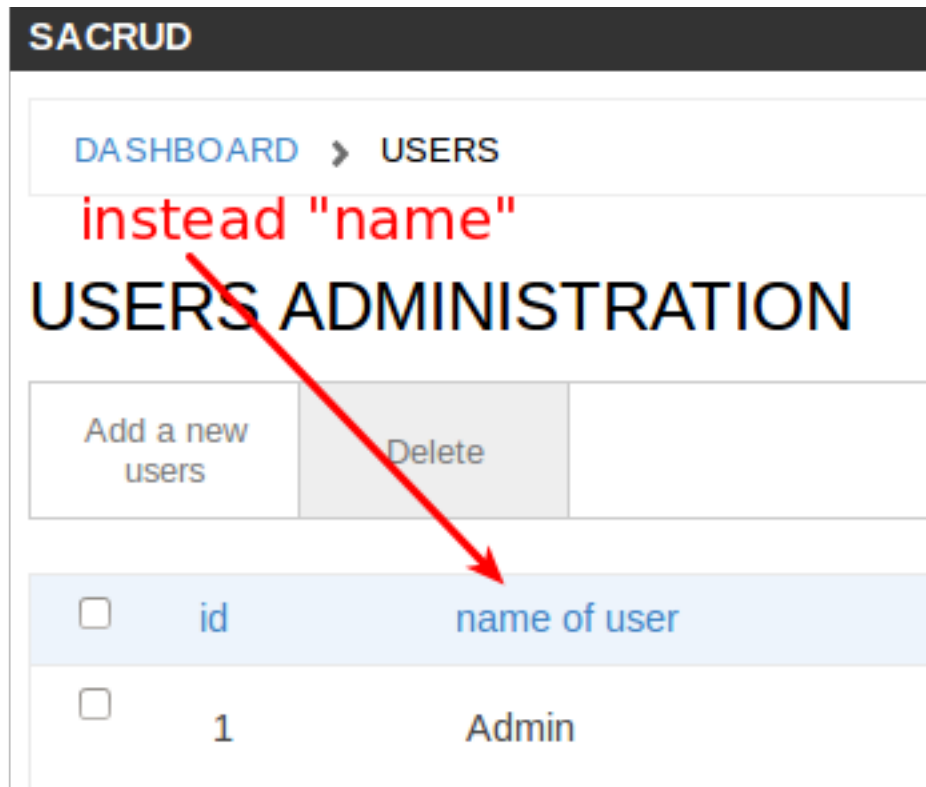 SACRUD
DASHBOARD > USERS
instead "name"
USERS ADMINISTRATION
Add a new
users
Delete
id name of user
1 Admin